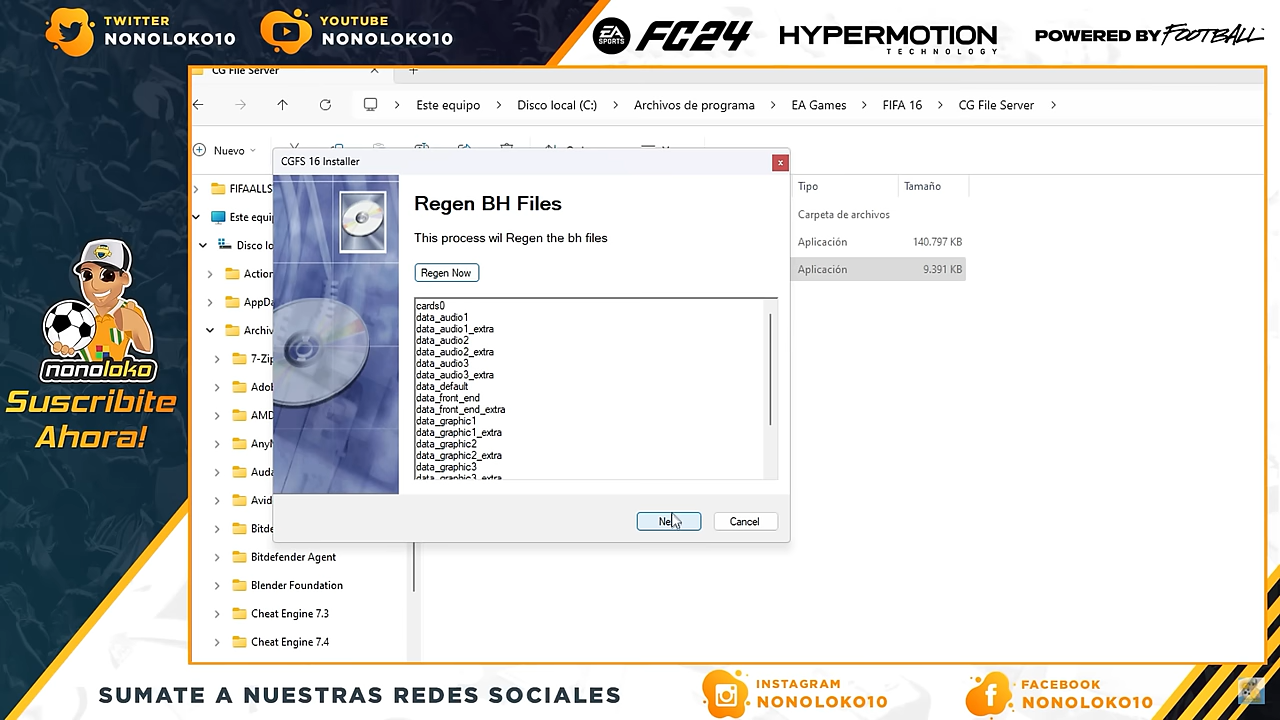 TWITTER
NONOLOKO10
YOUTUBE
NONOLOKO10
EA
SPORTS
FC24
HYPERMOTION
TECHNOLOGY
POWERED BY FOOTBALL
CG File Server
Este equipo
Disco local (C:)
Archivos de programa
EA Games
FIFA 16
CG File Server
Nuevo
CGFS 16 Installer
Regen BH Files
This process wil Regen the bh files
Regen Now
cards0
data_audio1
data_audio1_extra
data_audio2
data_audio2_extra
data_audio3
data_audio3_extra
data_default
data_front_end
data_front_end_extra
data_graphic1
data_graphic1_extra
data_graphic2
data_graphic2_extra
data_graphic3
data_graphic3_extra
Cancel
Tipo
Tamaño
Carpeta de archivos
Aplicación
140.797 KB
Aplicación
9.391 KB
FIFAALLS
Este equi
Disco lo
Action
AppDa
Archiv
7-Zip
Adob
AMD
Any
Auda
Avid
Bitde
Bitdefender Agent
Blender Foundation
Cheat Engine 7.3
Cheat Engine 7.4
nonoloko
Suscribite
Ahora!
SUMATE A NUESTRAS REDES SOCIALES
INSTAGRAM
NONOLOKO10
FACEBOOK
NONOLOKO10